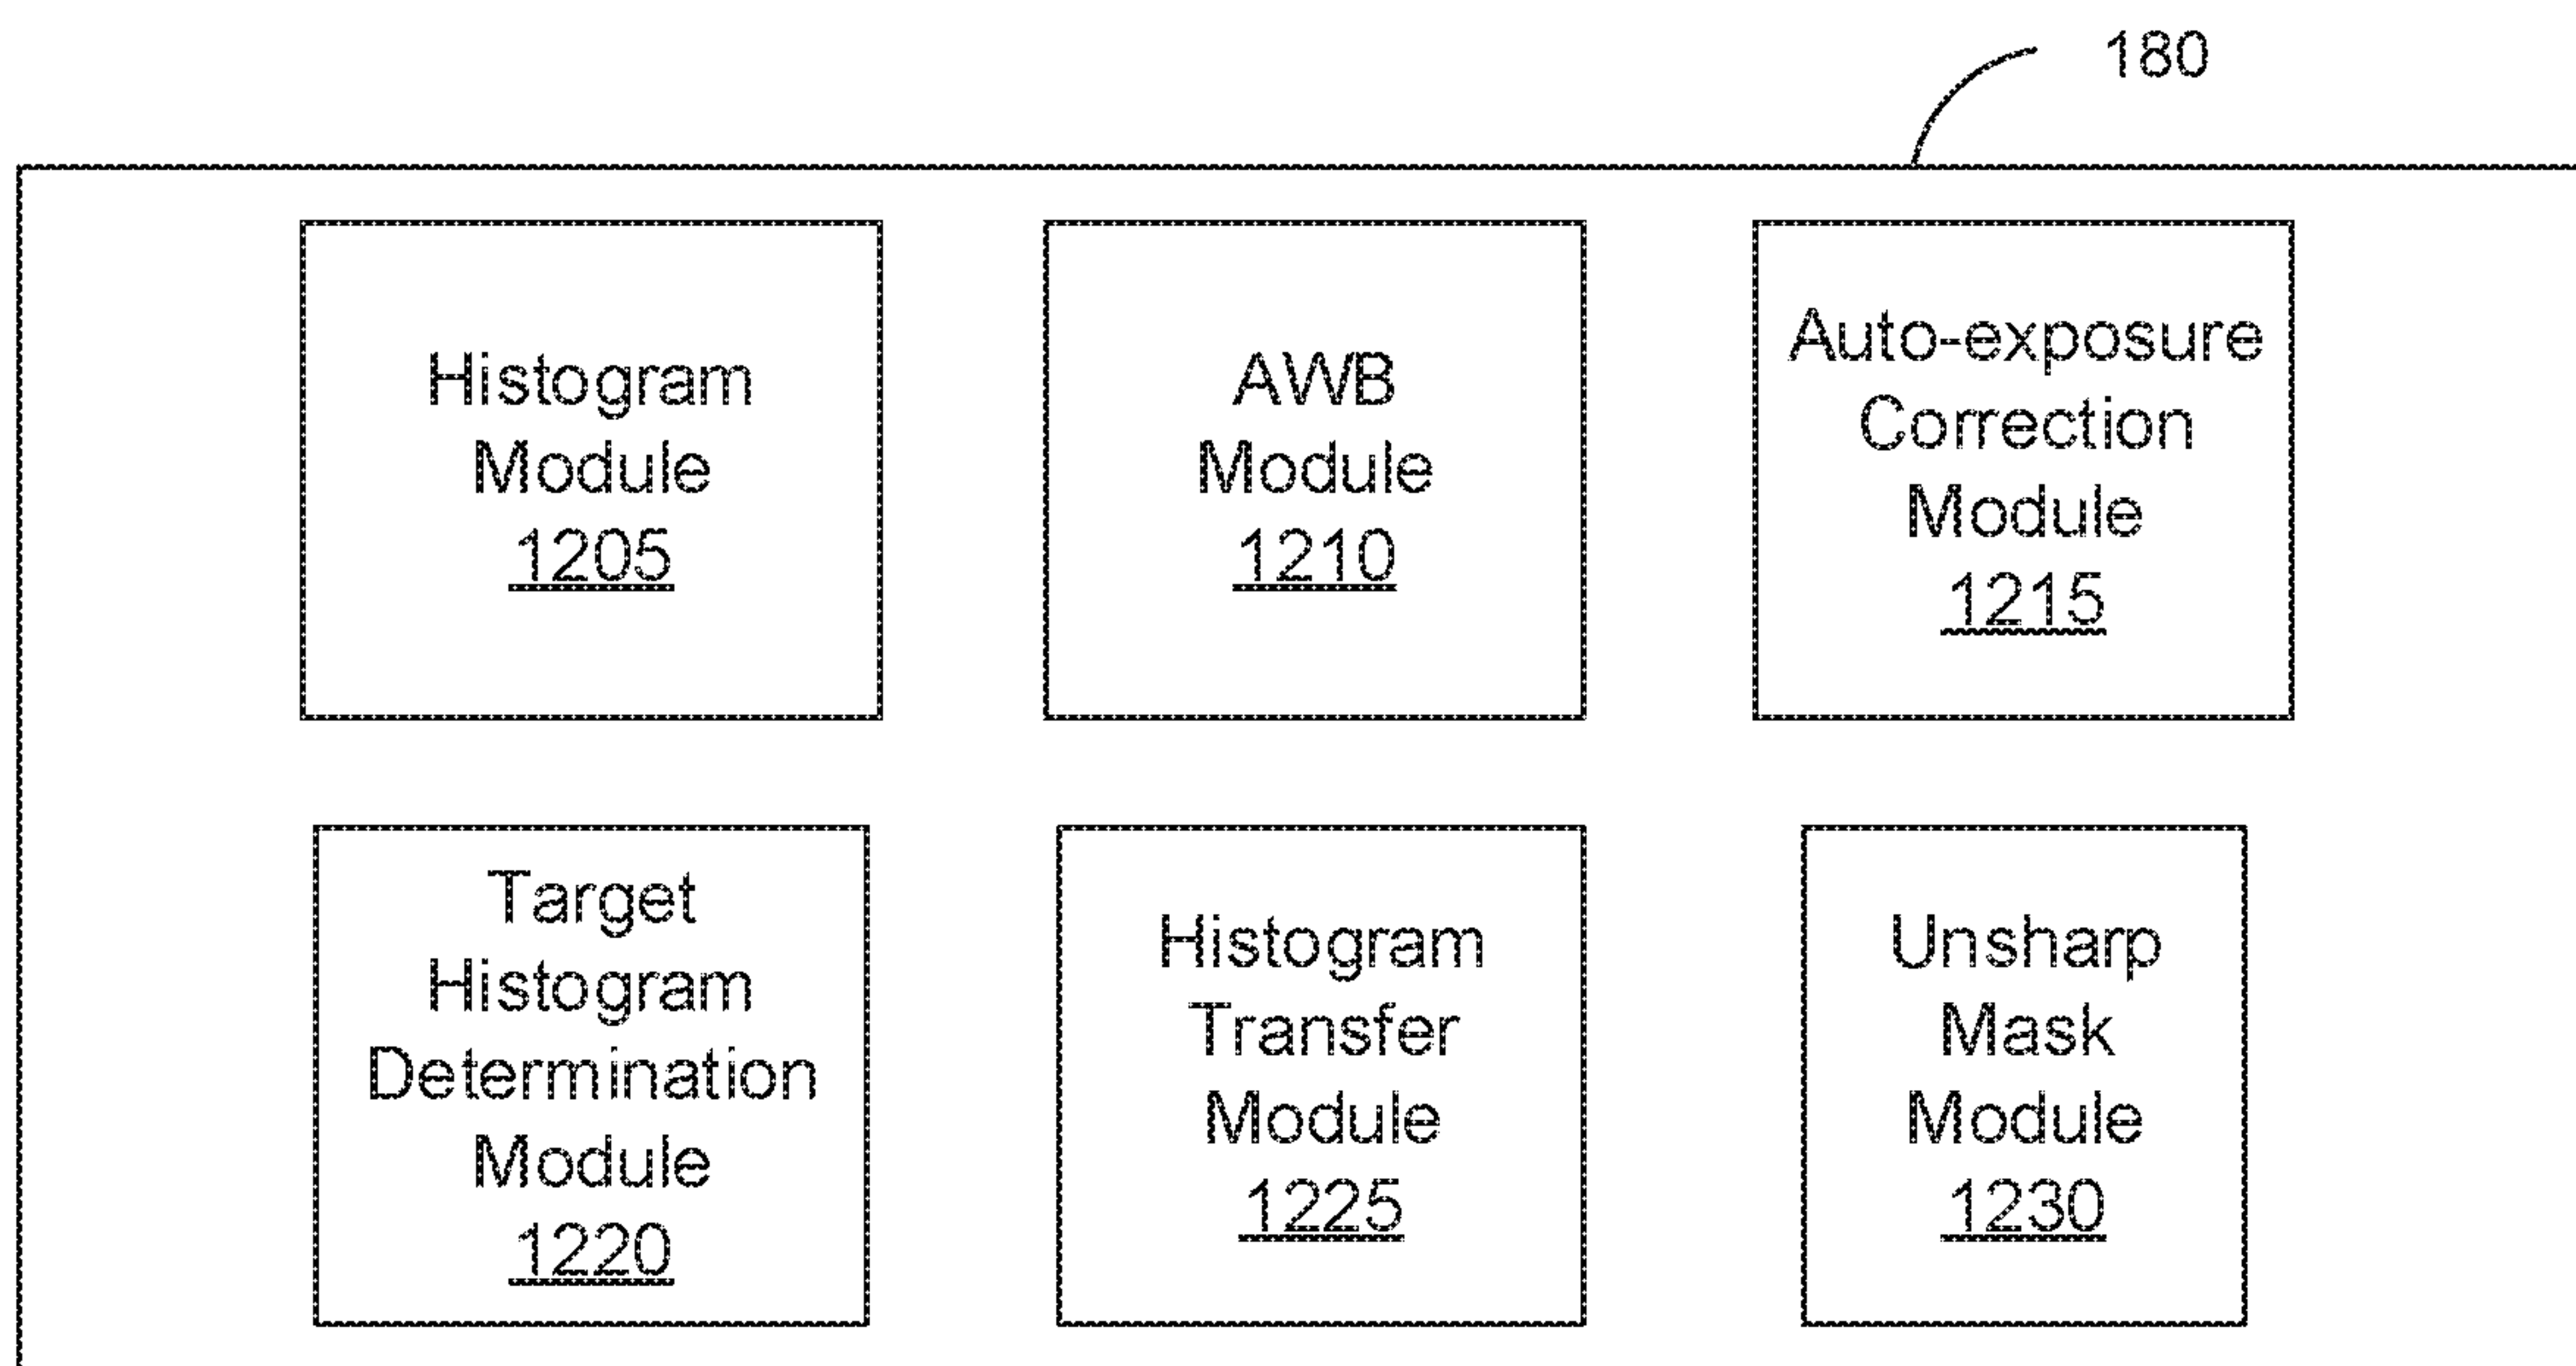 180
Histogram
Module
1205
AWB
Module
1210
Auto-exposure
Correction
Module
1215
Target
Histogram
Determination
Module
1220
Histogram
Transfer
Module
1225
Unsharp
Mask
Module
1230